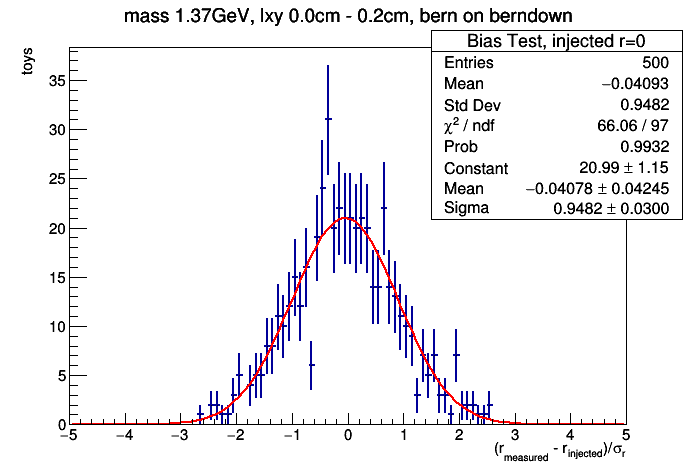 mass 1.37GeV, lxy 0.0cm - 0.2cm, bern on berndown
Bias Test, injected r=0
Entries 500
Mean −0.04093
Std Dev 0.9482
χ² / ndf 66.06 / 97
Prob 0.9932
Constant 20.99 ± 1.15
Mean −0.04078 ± 0.04245
Sigma 0.9482 ± 0.0300
toys
35
30
25
20
15
10
5
0
−5 −4 −3 −2 −1 0 1 2 3 4 5
(r_measured - r_injected)/σ_r